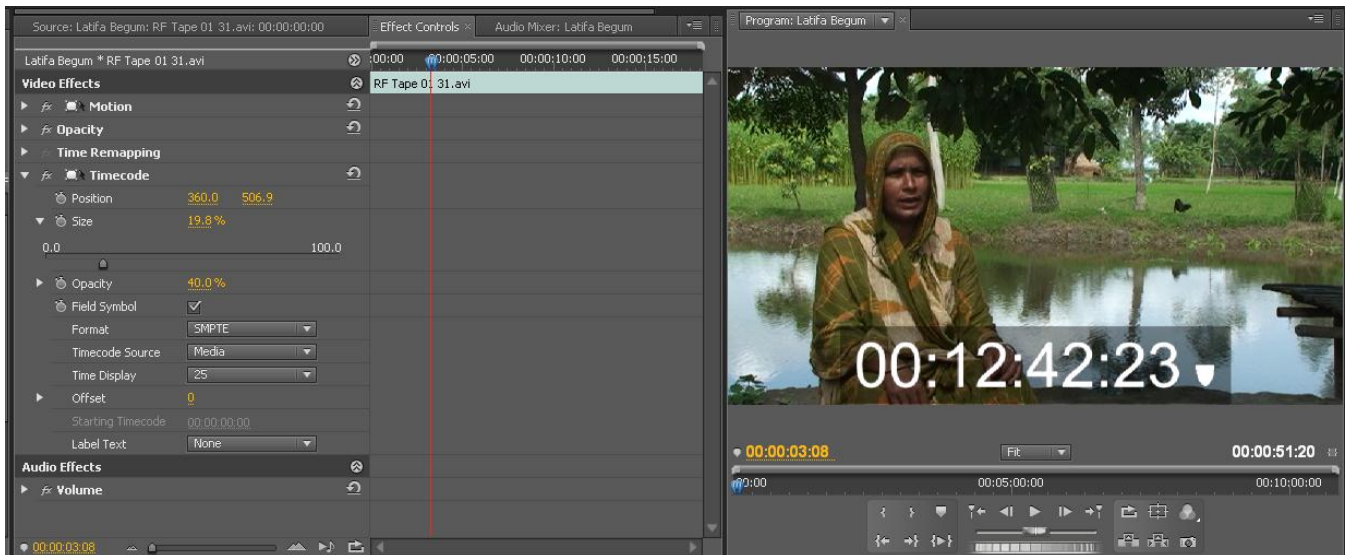 Source: Latifa Begum: RF Tape 01 31.avi: 00:00:00:00
Effect Controls
Audio Mixer: Latifa Begum
Latifa Begum * RF Tape 01 31.avi
:00:00 00:00:05:00 00:00:10:00 00:00:15:00
Video Effects
RF Tape 01 31.avi
fx Motion
fx Opacity
Time Remapping
fx Timecode
Position 360.0 506.9
Size 19.8 %
0.0 100.0
Opacity 40.0 %
Field Symbol
Format SMPTE
Timecode Source Media
Time Display 25
Offset 0
Starting Timecode 00:00:00:00
Label Text None
Audio Effects
fx Volume
00:00:03:08
Program: Latifa Begum
00:12:42:23
00:00:03:08 Fit 00:00:51:20
00:00 00:05:00:00 00:10:00:00